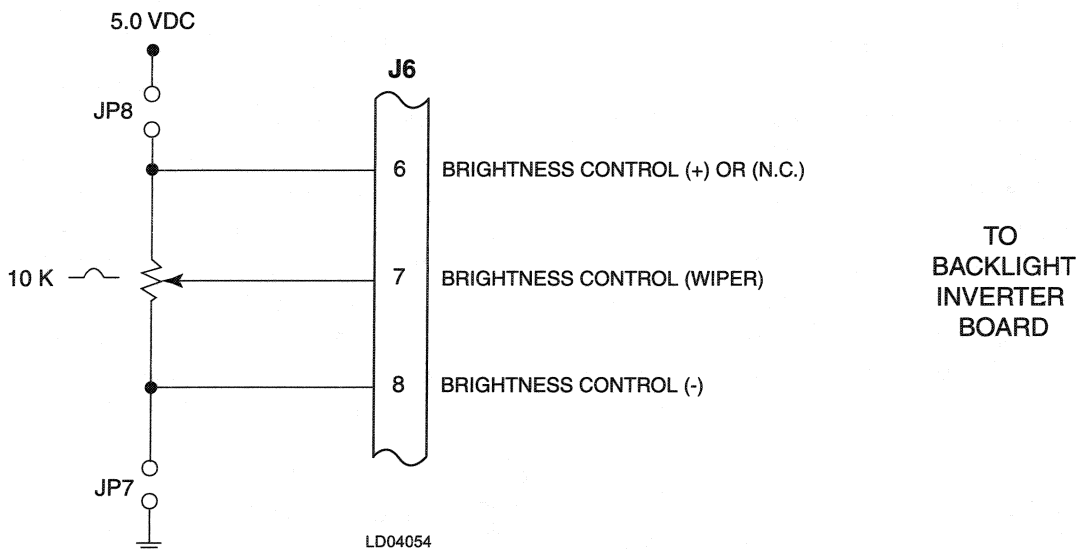 5.0 VDC
J6
JP8
6 BRIGHTNESS CONTROL (+) OR (N.C.)
10 K
7 BRIGHTNESS CONTROL (WIPER)
TO
BACKLIGHT
INVERTER
BOARD
8 BRIGHTNESS CONTROL (-)
JP7
LD04054